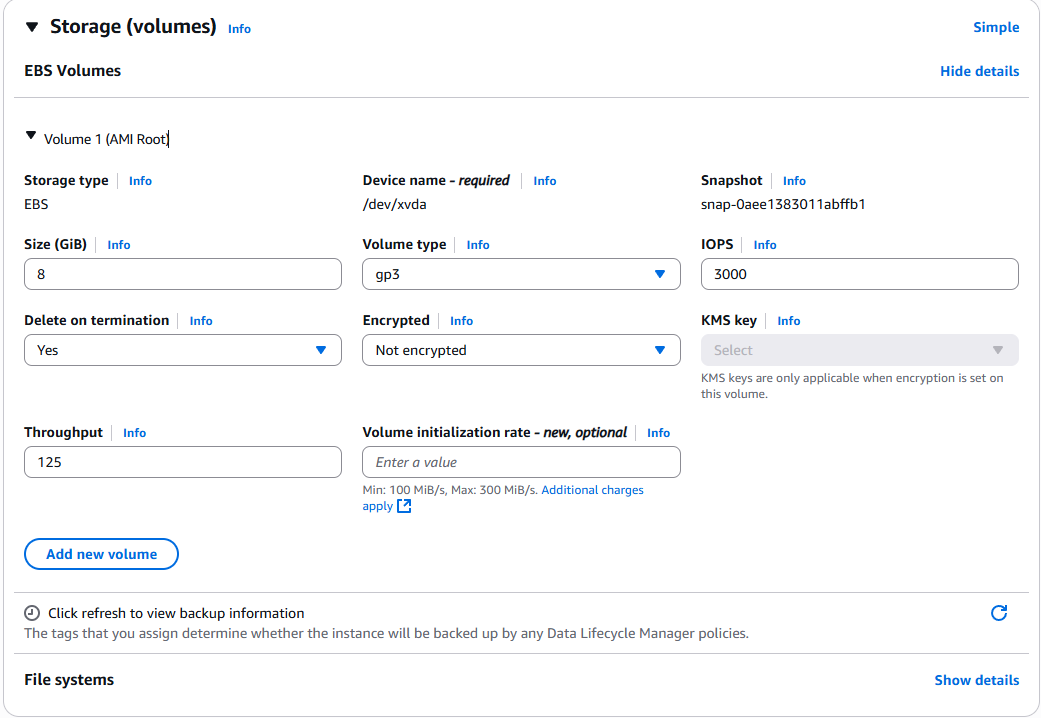 Storage (volumes) Info Simple
EBS Volumes Hide details
Volume 1 (AMI Root)
Storage type Info Device name - required Info Snapshot Info
EBS /dev/xvda snap-0aee1383011abffb1
Size (GiB) Info Volume type Info IOPS Info
8 gp3 3000
Delete on termination Info Encrypted Info KMS key Info
Yes Not encrypted Select
KMS keys are only applicable when encryption is set on
this volume.
Throughput Info Volume initialization rate - new, optional Info
125 Enter a value
Min: 100 MiB/s, Max: 300 MiB/s. Additional charges
apply
Add new volume
Click refresh to view backup information
The tags that you assign determine whether the instance will be backed up by any Data Lifecycle Manager policies.
File systems Show details